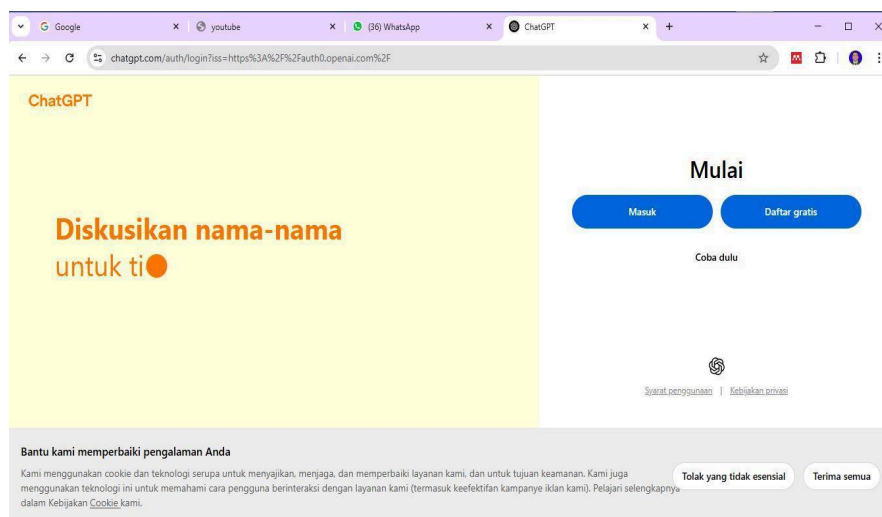 Google
youtube
(36) WhatsApp
ChatGPT
chatgpt.com/auth/login?iss=https%3A%2F%2Fauth0.openai.com%2F
ChatGPT
Diskusikan nama-nama
untuk ti
Mulai
Masuk
Daftar gratis
Coba dulu
Syarat penggunaan | Kebijakan privasi
Bantu kami memperbaiki pengalaman Anda
Kami menggunakan cookie dan teknologi serupa untuk menyajikan, menjaga, dan memperbaiki layanan kami, dan untuk tujuan keamanan. Kami juga
menggunakan teknologi ini untuk memahami cara pengguna berinteraksi dengan layanan kami (termasuk keefektifan kampanye iklan kami). Pelajari selengkapnya
dalam Kebijakan Cookie kami.
Tolak yang tidak esensial
Terima semua